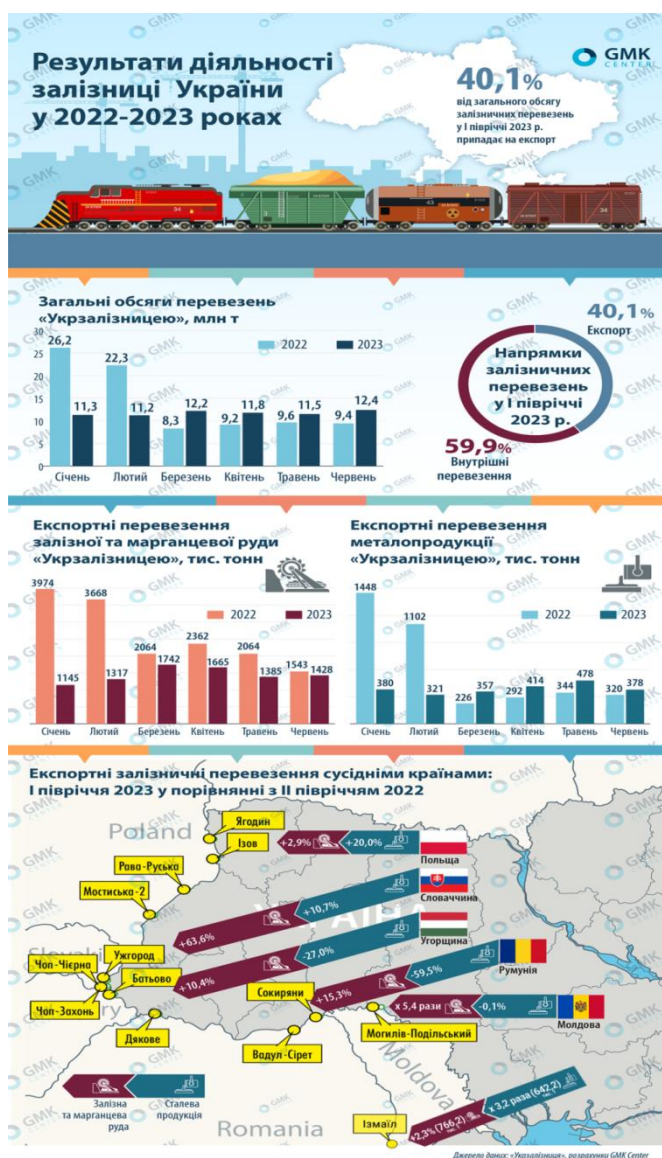 Результати діяльності
залізниці України
у 2022-2023 роках
GMK
CENTER
40,1%
від загального обсягу
залізничних перевезень
у І півріччі 2023 р.
припадає на експорт
34
43
34
Загальні обсяги перевезень
«Укрзалізницею», млн т
2022
2023
30
25
20
15
10
5
0
26,2
11,3
22,3
11,2
8,3
12,2
9,2
11,8
9,6
11,5
9,4
12,4
Січень
Лютий
Березень
Квітень
Травень
Червень
40,1%
Експорт
Напрямки
залізничних
перевезень
у І півріччі
2023 р.
59,9%
Внутрішні
перевезення
Експортні перевезення
залізної та марганцевої руди
«Укрзалізницею», тис. тонн
2022
2023
3974
1145
3668
1317
2064
1742
2362
1665
2064
1385
1543
1428
Січень
Лютий
Березень
Квітень
Травень
Червень
Експортні перевезення
металопродукції
«Укрзалізницею», тис. тонн
2022
2023
1448
380
1102
321
226
357
292
414
344
478
320
378
Січень
Лютий
Березень
Квітень
Травень
Червень
Експортні залізничні перевезення сусідніми країнами:
І півріччя 2023 у порівнянні з ІІ півріччям 2022
Poland
Ягодин
Ізов
Рава-Руська
Мостиська-2
+2,9%
+20,0%
Польща
+63,6%
+10,7%
Словаччина
+10,4%
-27,0%
Угорщина
+15,3%
-59,5%
Румунія
х 5,4 рази
-0,1%
Молдова
Чоп-Чієрна
Ужгород
Батьово
Чоп-Захонь
Дякове
Сокиряни
Вадул-Сірет
Могилів-Подільський
Moldova
Romania
Ізмаїл
+2,3% (766,2)
х 3,2 раза (642,2)
Залізна
та марганцева
руда
Сталева
продукція
Джерело даних: «Укрзалізниця», розрахунки GMK Center